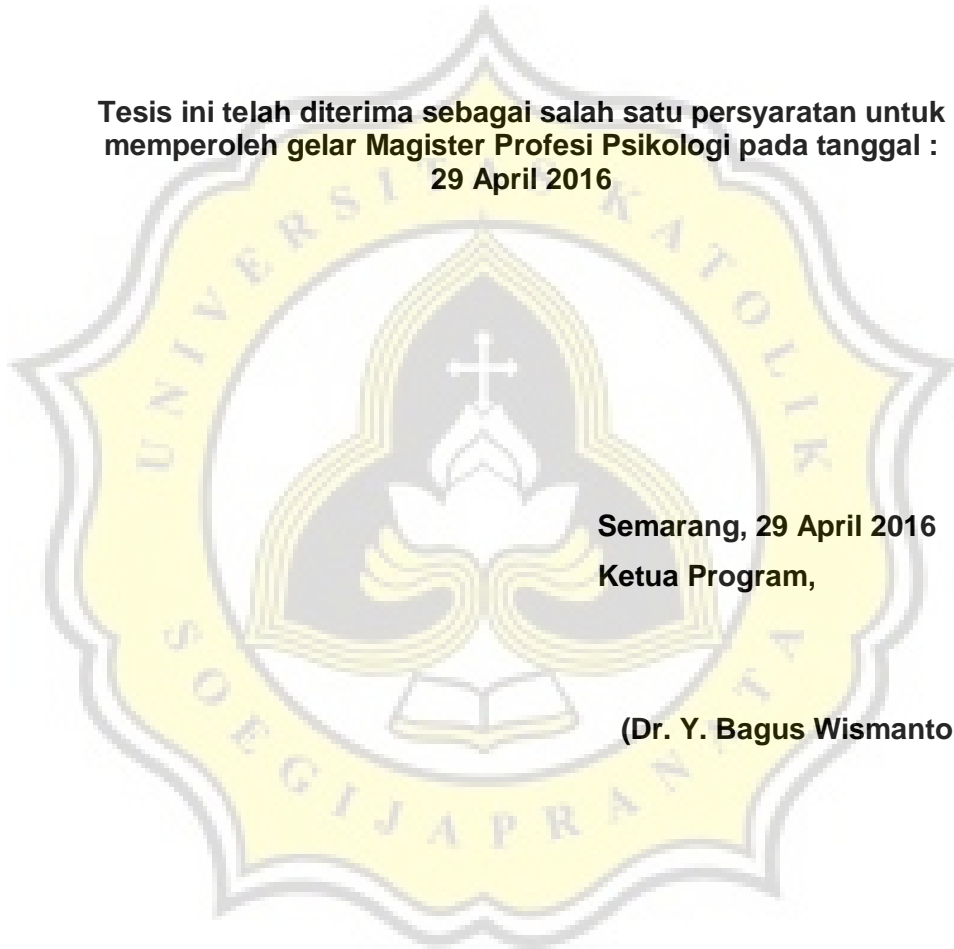 Tesis ini telah diterima sebagai salah satu persyaratan untuk
memperoleh gelar Magister Profesi Psikologi pada tanggal :
29 April 2016
UNIVERSITAS KATOLIK
Semarang, 29 April 2016
Ketua Program,
(Dr. Y. Bagus Wismanto
SOEGIJAPRANATA